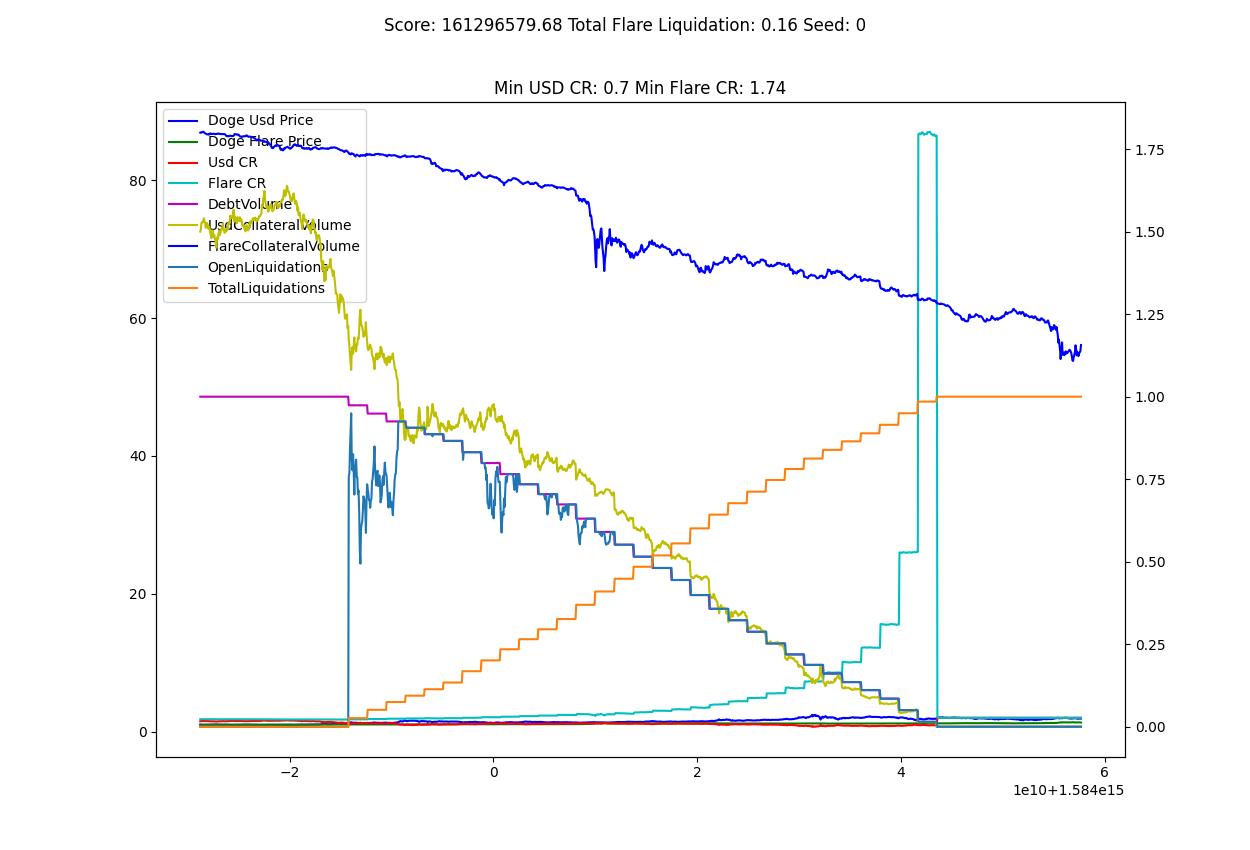 Score: 161296579.68 Total Flare Liquidation: 0.16 Seed: 0
Min USD CR: 0.7 Min Flare CR: 1.74
Doge Usd Price
Doge Flare Price
Usd CR
Flare CR
DebtVolume
UsdCollateralVolume
FlareCollateralVolume
OpenLiquidations
TotalLiquidations
80
60
40
20
0
1.75
1.50
1.25
1.00
0.75
0.50
0.25
0.00
−2 0 2 4 6
1e10+1.584e15